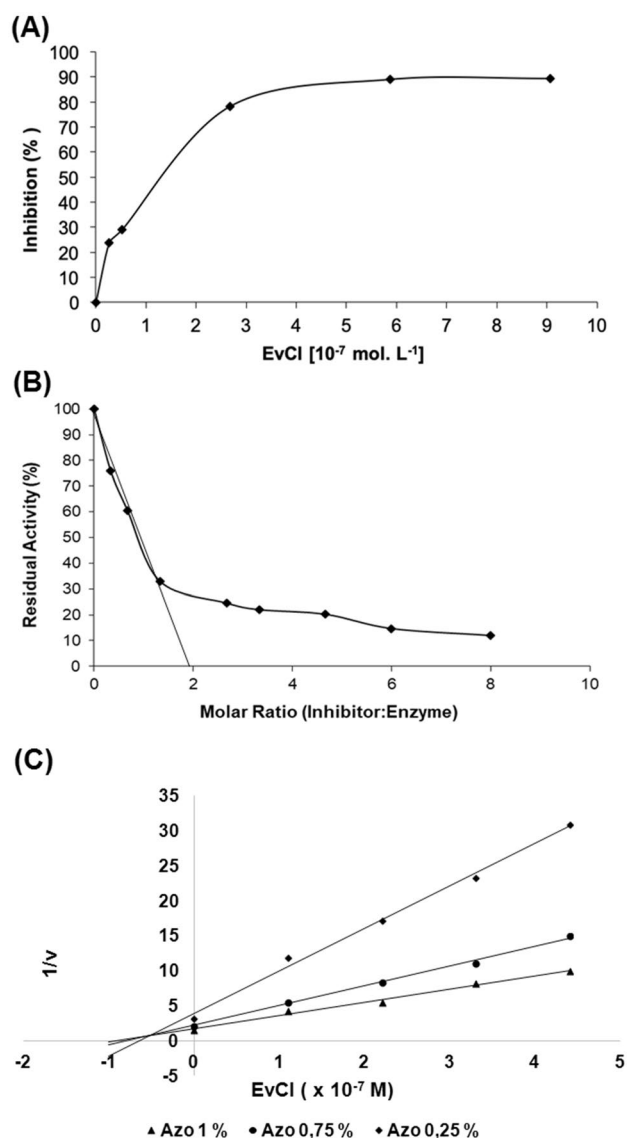 (A)
100
90
80
70
60
50
40
30
20
10
0
Inhibition (% )
0 1 2 3 4 5 6 7 8 9 10
EvCI [10⁻⁷ mol. L⁻¹]
(B)
100
90
80
70
60
50
40
30
20
10
0
Residual Activity (%)
0 2 4 6 8 10
Molar Ratio (Inhibitor:Enzyme)
(C)
35
30
25
20
15
10
5
0
-5
1/v
-2 -1 0 1 2 3 4 5
EvCI ( x 10⁻⁷ M)
▲ Azo 1 % ● Azo 0,75 % ◆ Azo 0,25 %